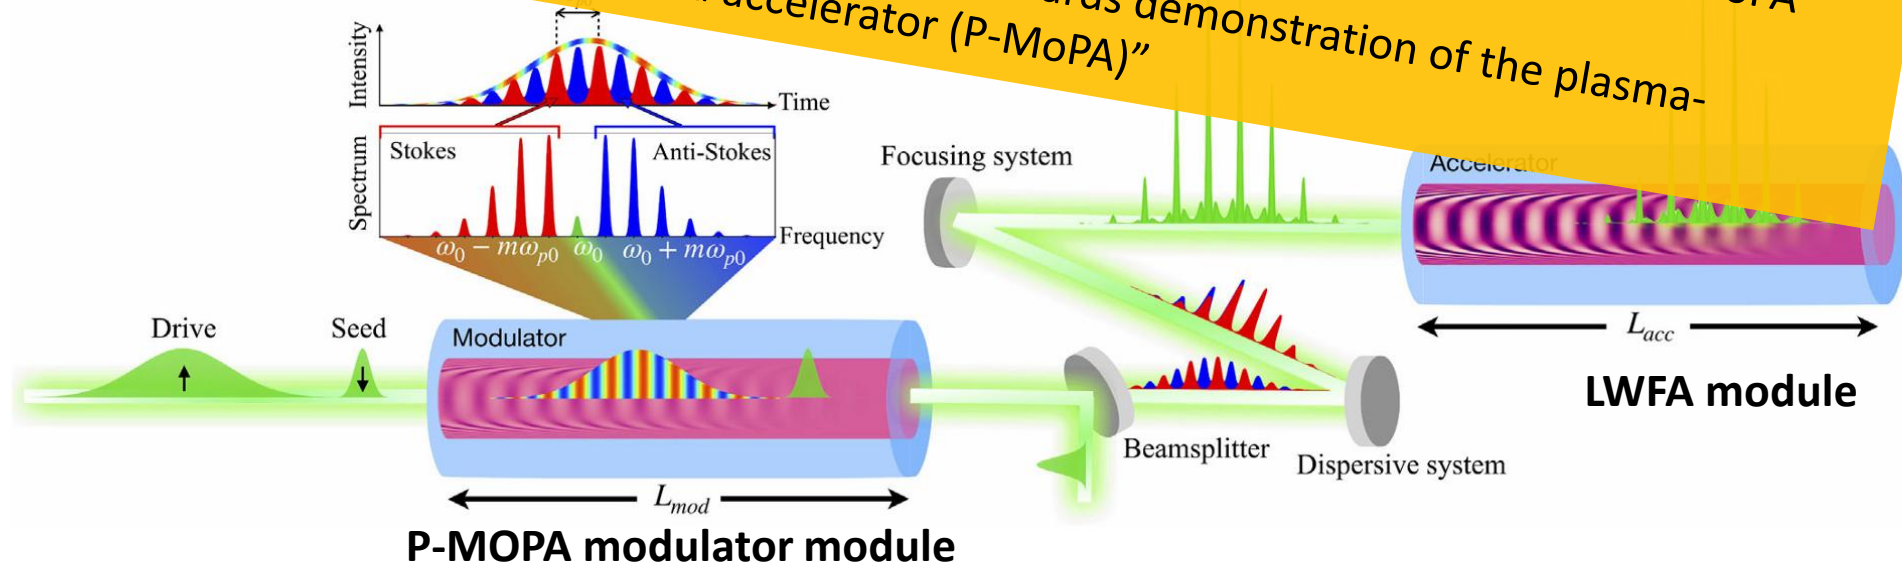 demonstration of the plasma-
accelerator (P-MoPA)”
Intensity
Time
Spectrum
Stokes
Anti-Stokes
Frequency
ω0 − mωp0 ω0 ω0 + mωp0
Focusing system
Accelerator
Lacc
LWFA module
Drive
Seed
Modulator
Lmod
P-MOPA modulator module
Beamsplitter
Dispersive system